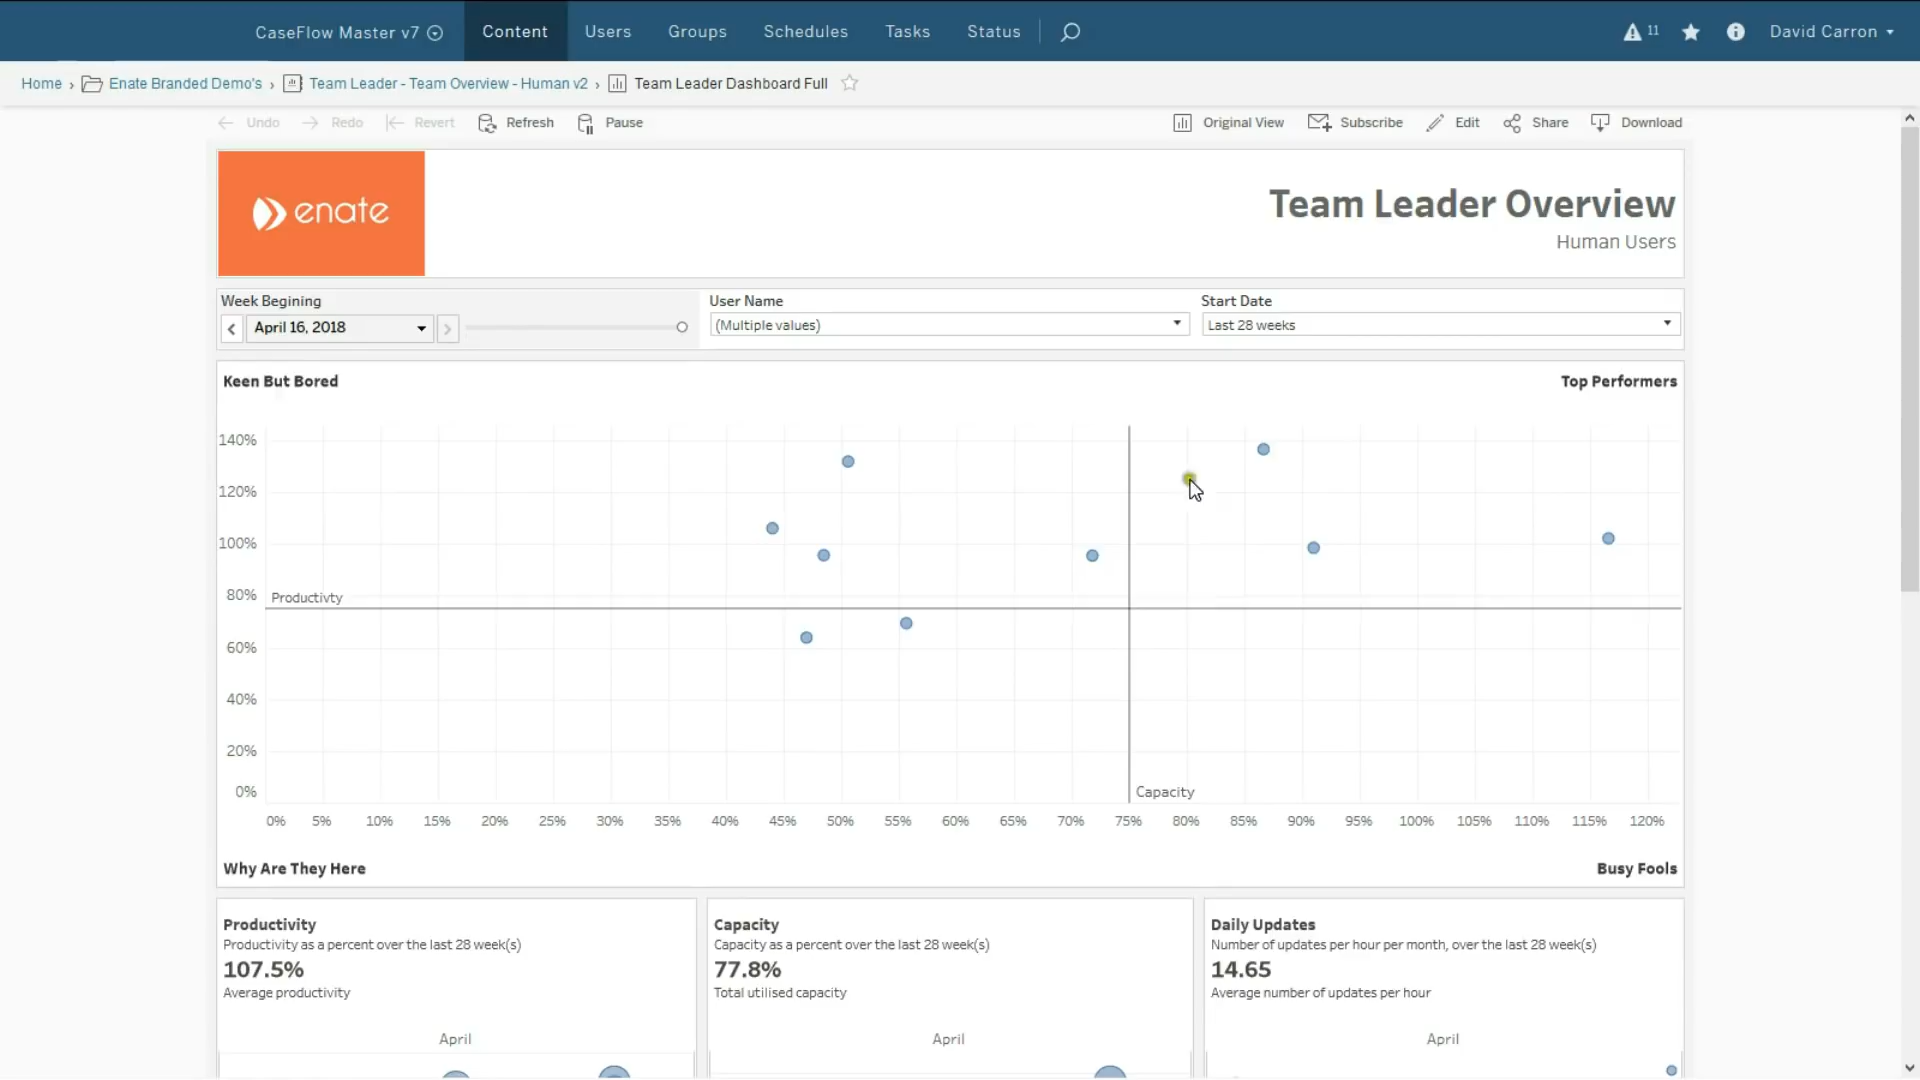 CaseFlow Master v7 Content Users Groups Schedules Tasks Status 11 David Carron
Home › Enate Branded Demo's › Team Leader - Team Overview - Human v2 › Team Leader Dashboard Full
Undo Redo Revert Refresh Pause Original View Subscribe Edit Share Download
enate
Team Leader Overview
Human Users
Week Begining User Name Start Date
April 16, 2018 (Multiple values) Last 28 weeks
Keen But Bored Top Performers
140%
120%
100%
80% Productivty
60%
40%
20%
0% Capacity
0% 5% 10% 15% 20% 25% 30% 35% 40% 45% 50% 55% 60% 65% 70% 75% 80% 85% 90% 95% 100% 105% 110% 115% 120%
Why Are They Here Busy Fools
Productivity
Productivity as a percent over the last 28 week(s)
107.5%
Average productivity
April
Capacity
Capacity as a percent over the last 28 week(s)
77.8%
Total utilised capacity
April
Daily Updates
Number of updates per hour per month, over the last 28 week(s)
14.65
Average number of updates per hour
April